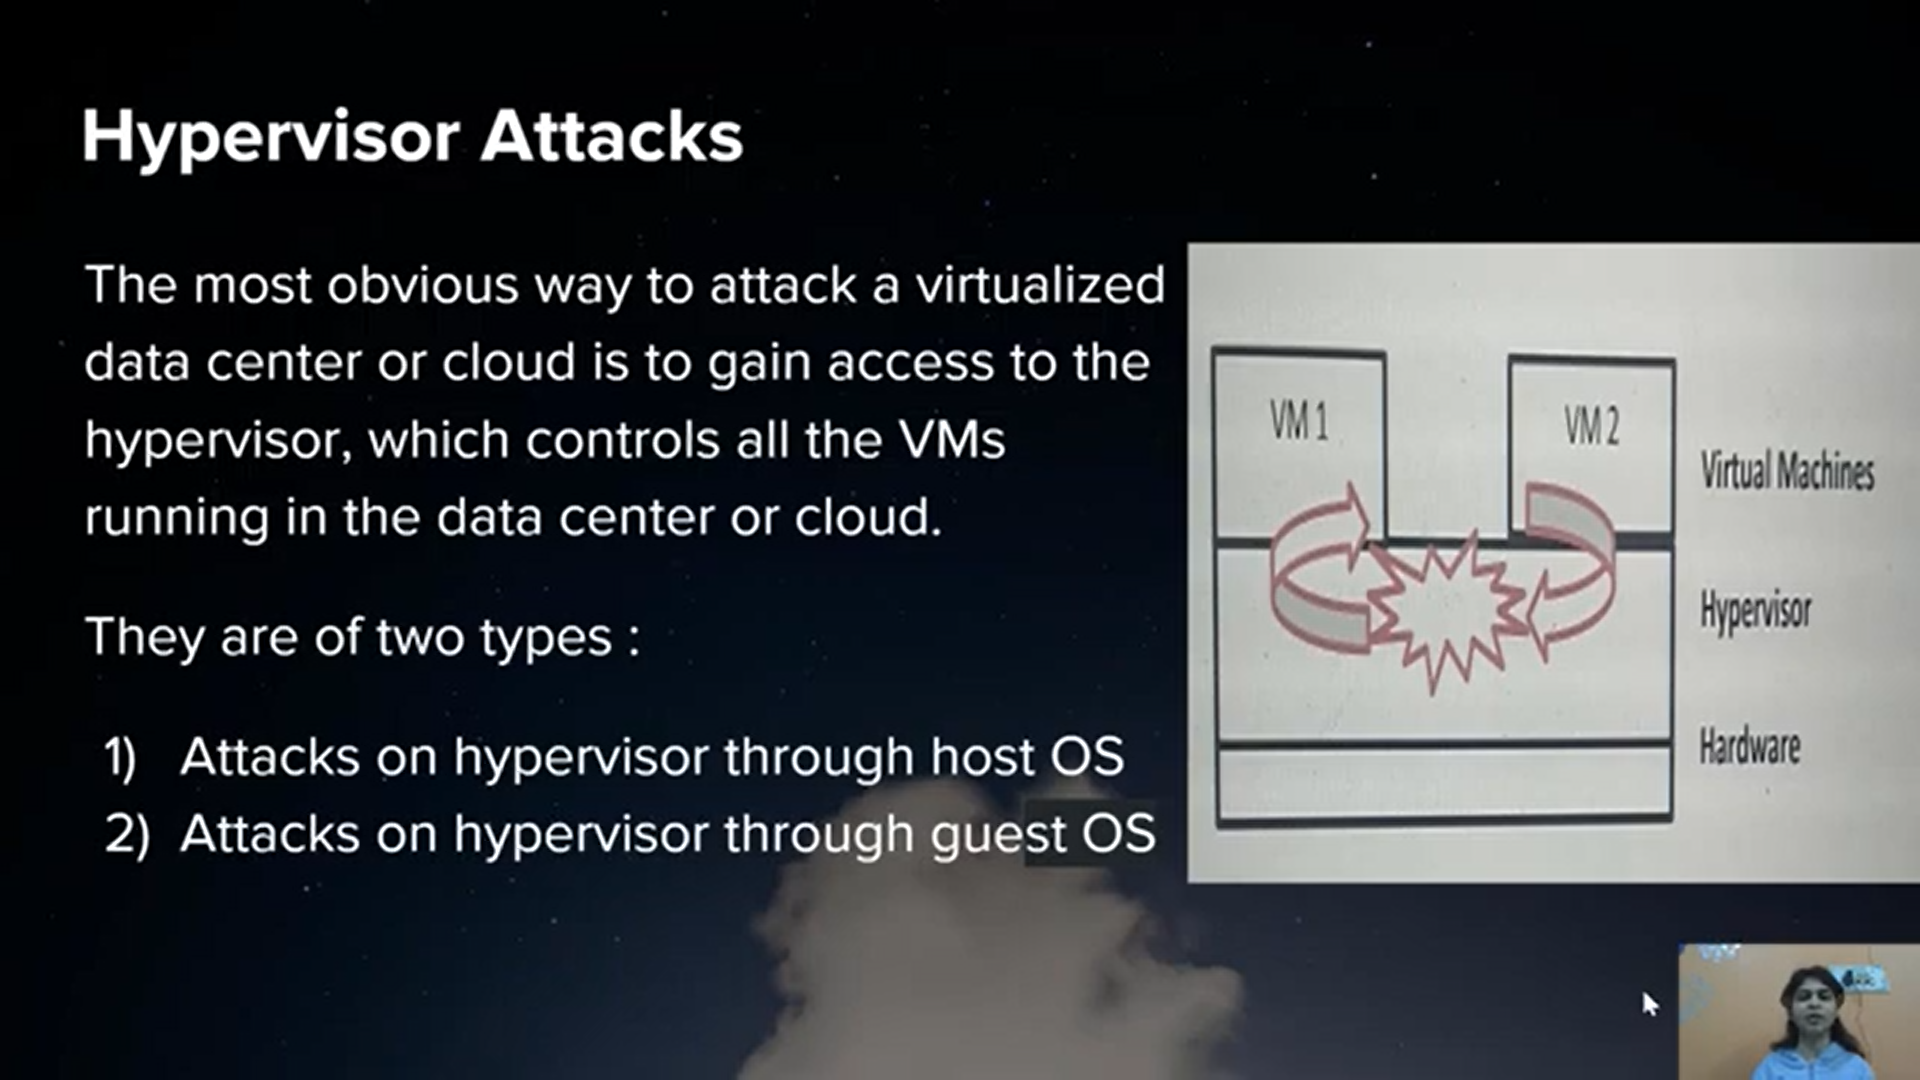 Hypervisor Attacks
The most obvious way to attack a virtualized
data center or cloud is to gain access to the
hypervisor, which controls all the VMs
running in the data center or cloud.
They are of two types :
1) Attacks on hypervisor through host OS
2) Attacks on hypervisor through guest OS
VM 1
VM 2
Virtual Machines
Hypervisor
Hardware